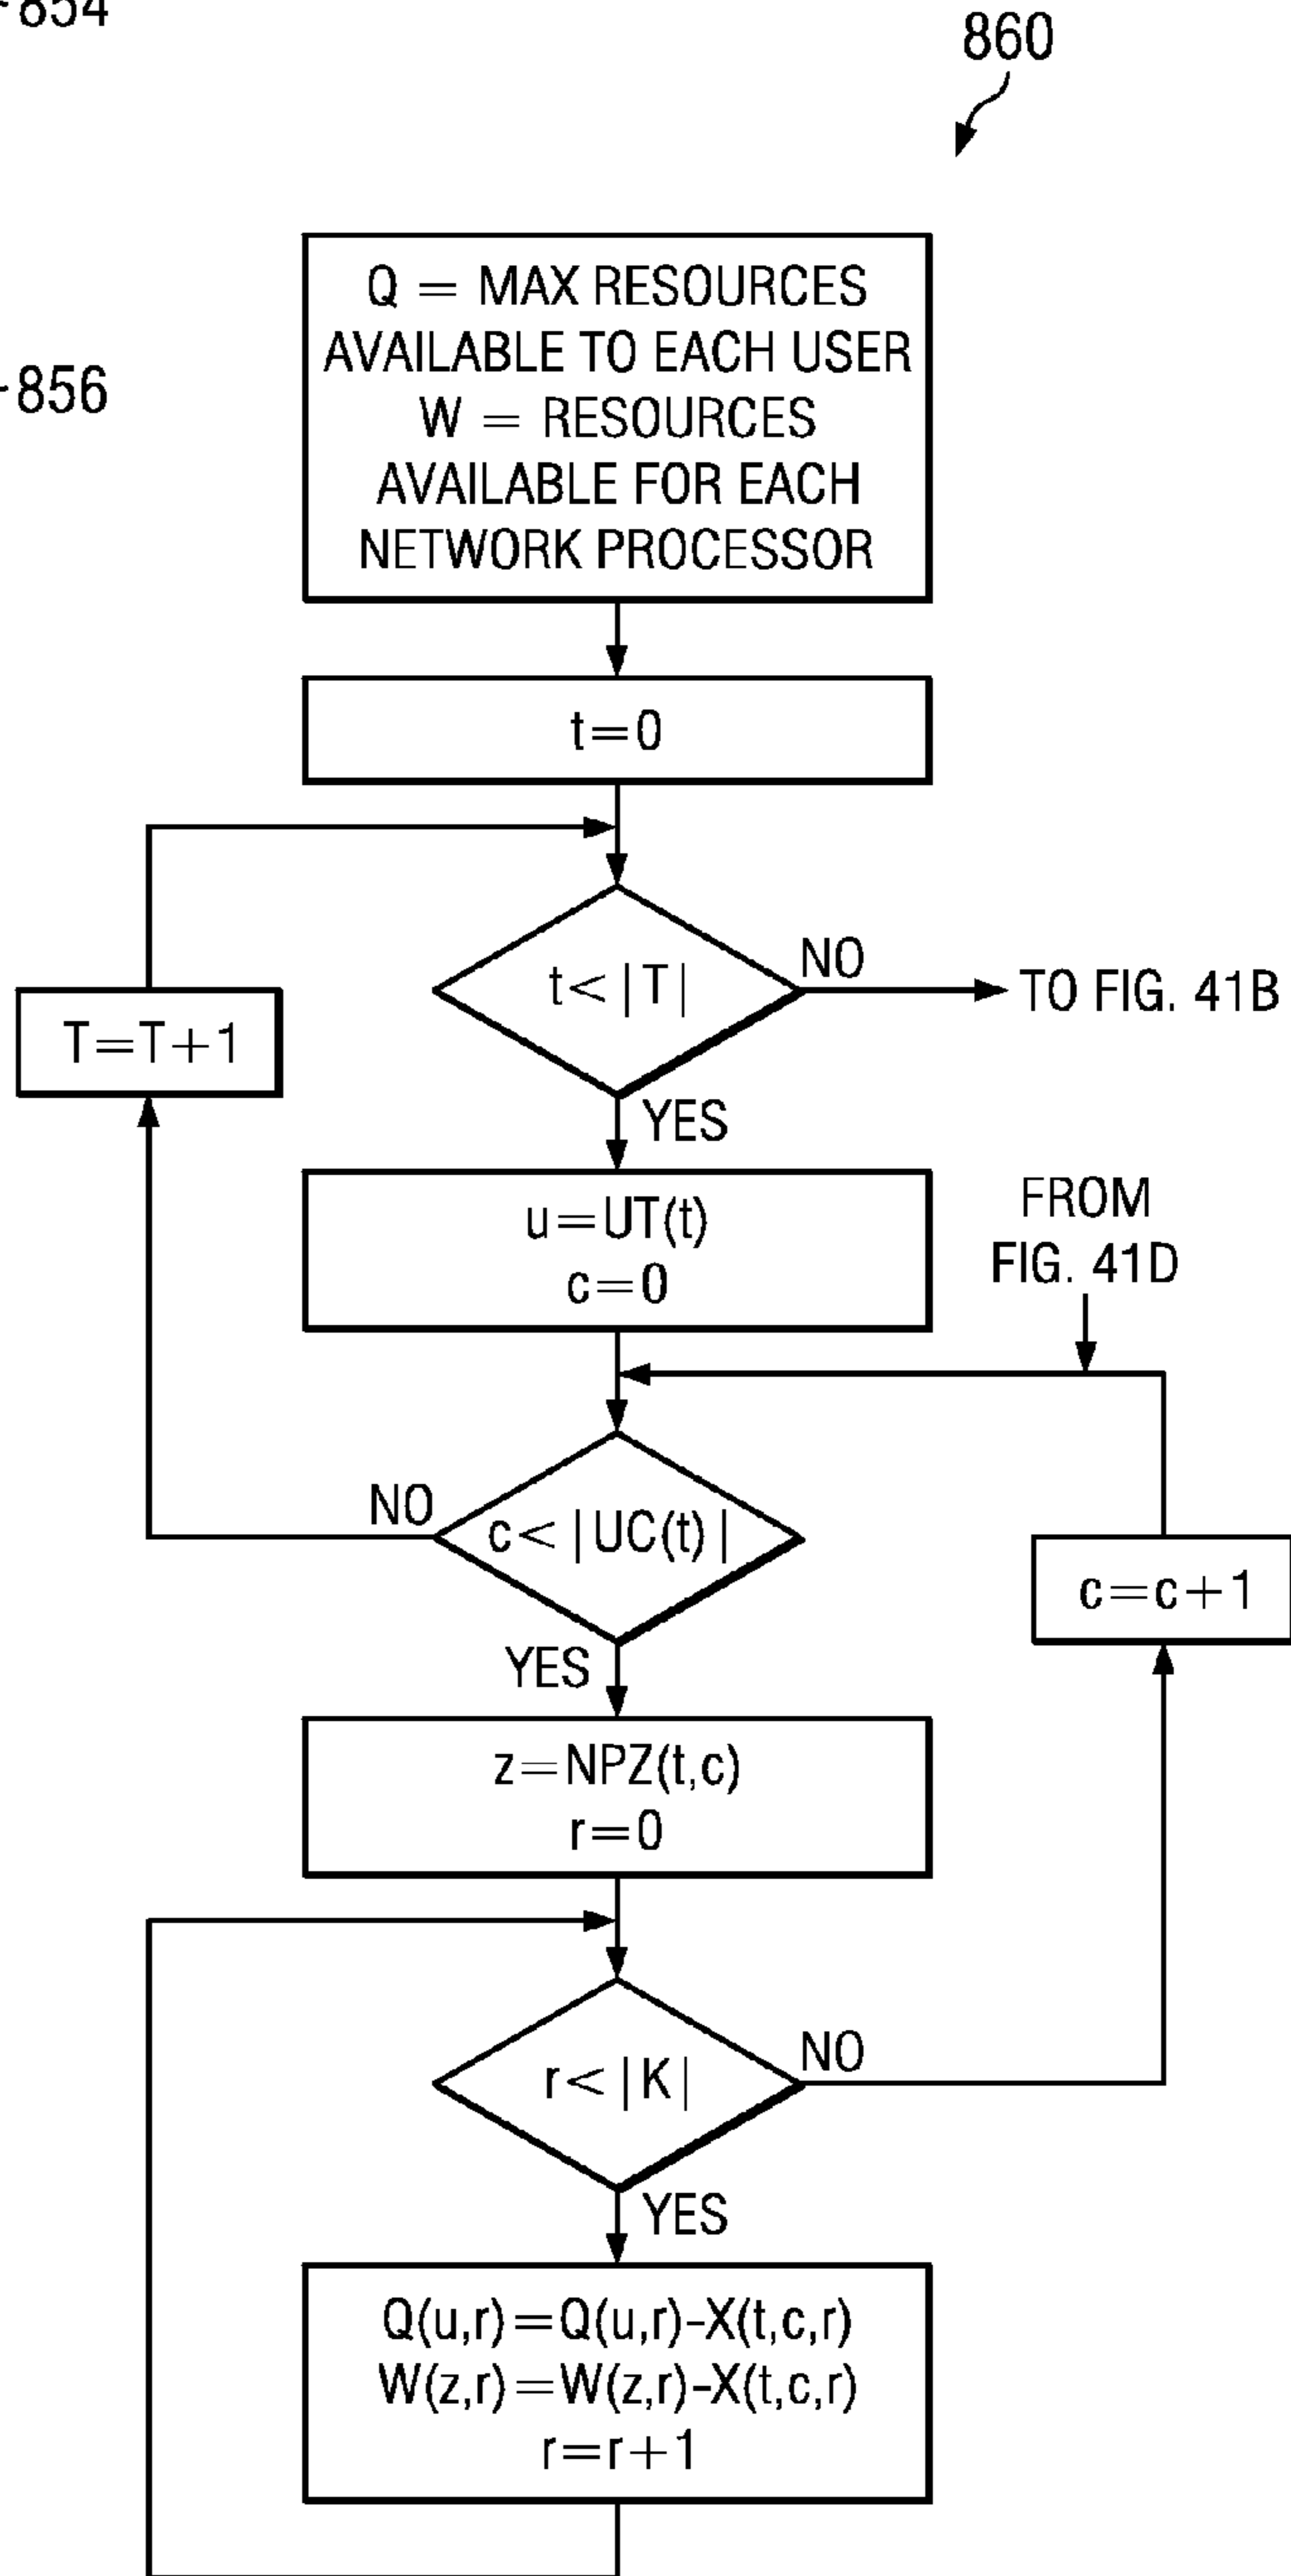 854
860
856
Q = MAX RESOURCES
AVAILABLE TO EACH USER
W = RESOURCES
AVAILABLE FOR EACH
NETWORK PROCESSOR
t=0
t<|T|
NO
TO FIG. 41B
T=T+1
YES
u=UT(t)
c=0
FROM
FIG. 41D
NO
c<|UC(t)|
c=c+1
YES
z=NPZ(t,c)
r=0
r<|K|
NO
YES
Q(u,r)=Q(u,r)-X(t,c,r)
W(z,r)=W(z,r)-X(t,c,r)
r=r+1